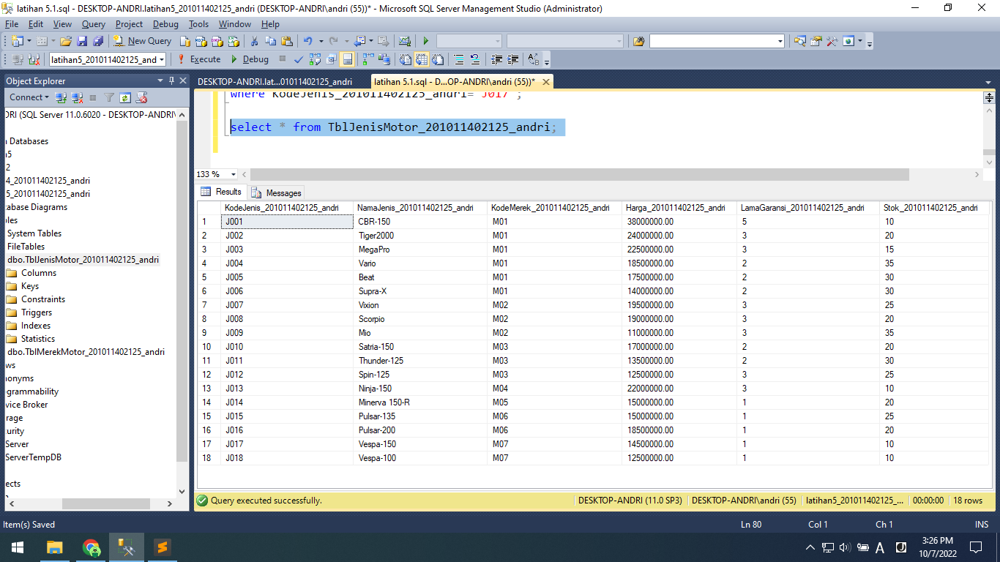 latihan 5.1.sql - DESKTOP-ANDRI.latihan5_201011402125_andri (DESKTOP-ANDRI\andri (55))* - Microsoft SQL Server Management Studio (Administrator)
File Edit View Query Project Debug Tools Window Help
New Query
latihan5_201011402125_and Execute Debug
Object Explorer
Connect
DRI (SQL Server 11.0.6020 - DESKTOP-ANDRI\
Databases
5_201011402125_andri
4_201011402125_andri
System Tables
FileTables
dbo.TblJenisMotor_201011402125_andri
Columns
Keys
Constraints
Triggers
Indexes
Statistics
dbo.TblMerekMotor_201011402125_andri
ws
onyms
grammability
vice Broker
rage
urity
Server
ServerTempDB
ects
DESKTOP-ANDRI.lat...01011402125_andri
latihan 5.1.sql - D...OP-ANDRI\andri (55))*
where KodeJenis_201011402125_andri='J017';
select * from TblJenisMotor_201011402125_andri;
133 %
Results Messages
KodeJenis_201011402125_andri NamaJenis_201011402125_andri KodeMerek_201011402125_andri Harga_201011402125_andri LamaGaransi_201011402125_andri Stok_201011402125_andri
1 J001 CBR-150 M01 38000000.00 5 10
2 J002 Tiger2000 M01 24000000.00 3 20
3 J003 MegaPro M01 22500000.00 3 15
4 J004 Vario M01 18500000.00 2 35
5 J005 Beat M01 17500000.00 2 30
6 J006 Supra-X M01 14000000.00 2 30
7 J007 Vixion M02 19500000.00 3 25
8 J008 Scorpio M02 19000000.00 3 20
9 J009 Mio M02 11000000.00 3 35
10 J010 Satria-150 M03 17000000.00 2 20
11 J011 Thunder-125 M03 13500000.00 2 30
12 J012 Spin-125 M03 12500000.00 3 25
13 J013 Ninja-150 M04 22000000.00 3 10
14 J014 Minerva 150-R M05 15000000.00 1 20
15 J015 Pulsar-135 M06 15000000.00 1 25
16 J016 Pulsar-200 M06 18500000.00 1 20
17 J017 Vespa-150 M07 14500000.00 1 10
18 J018 Vespa-100 M07 12500000.00 1 10
Query executed successfully. DESKTOP-ANDRI (11.0 SP3) DESKTOP-ANDRI\andri (55) latihan5_201011402125_... 00:00:00 18 rows
Item(s) Saved Ln 80 Col 1 Ch 1 INS
A 3:26 PM
10/7/2022